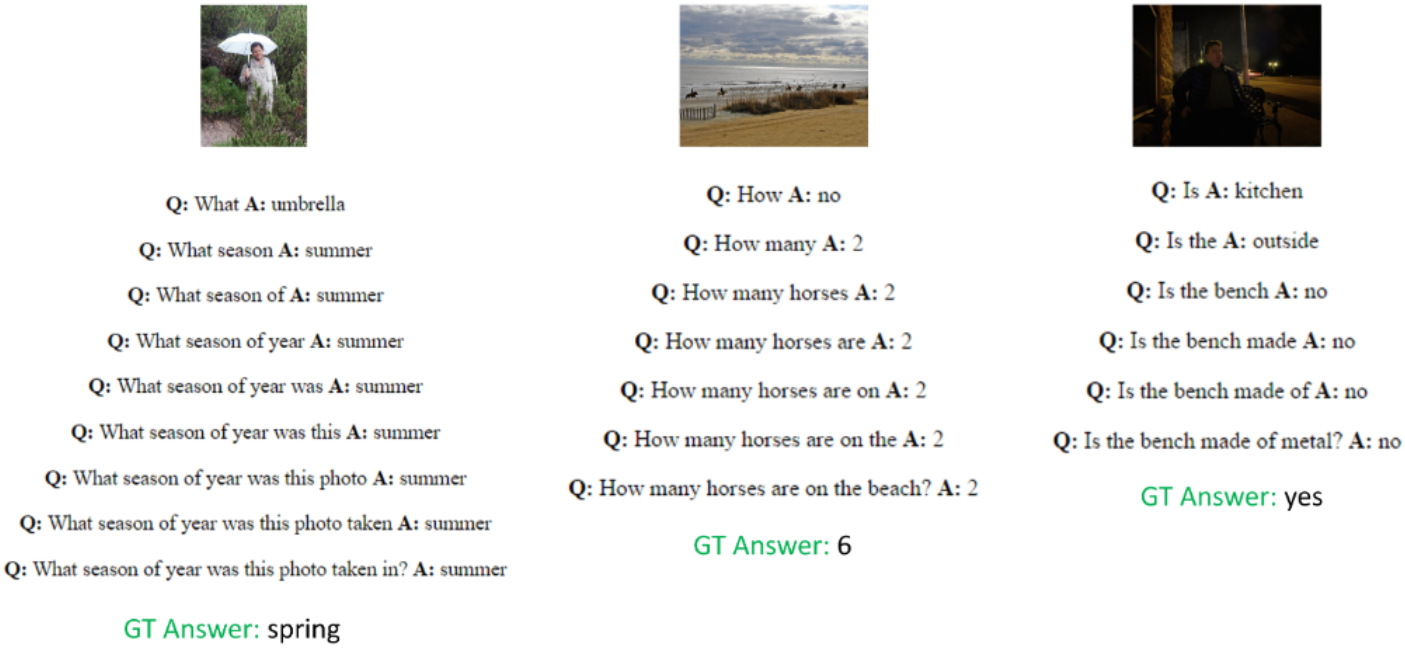 Q: What A: umbrella
Q: What season A: summer
Q: What season of A: summer
Q: What season of year A: summer
Q: What season of year was A: summer
Q: What season of year was this A: summer
Q: What season of year was this photo A: summer
Q: What season of year was this photo taken A: summer
Q: What season of year was this photo taken in? A: summer
GT Answer: spring
Q: How A: no
Q: How many A: 2
Q: How many horses A: 2
Q: How many horses are A: 2
Q: How many horses are on A: 2
Q: How many horses are on the A: 2
Q: How many horses are on the beach? A: 2
GT Answer: 6
Q: Is A: kitchen
Q: Is the A: outside
Q: Is the bench A: no
Q: Is the bench made A: no
Q: Is the bench made of A: no
Q: Is the bench made of metal? A: no
GT Answer: yes